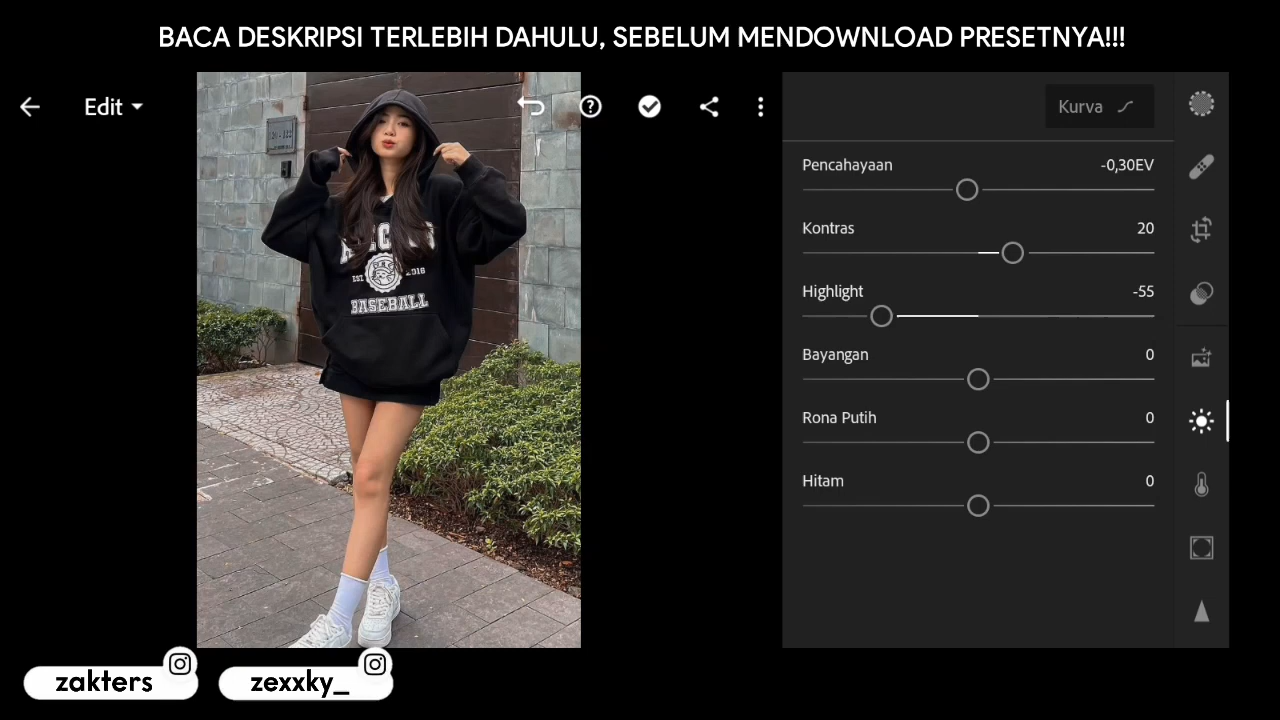 BACA DESKRIPSI TERLEBIH DAHULU, SEBELUM MENDOWNLOAD PRESETNYA!!!
Edit
Kurva
Pencahayaan -0,30EV
Kontras 20
Highlight -55
Bayangan 0
Rona Putih 0
Hitam 0
EST 2018
BASEBALL
zakters
zexxky_